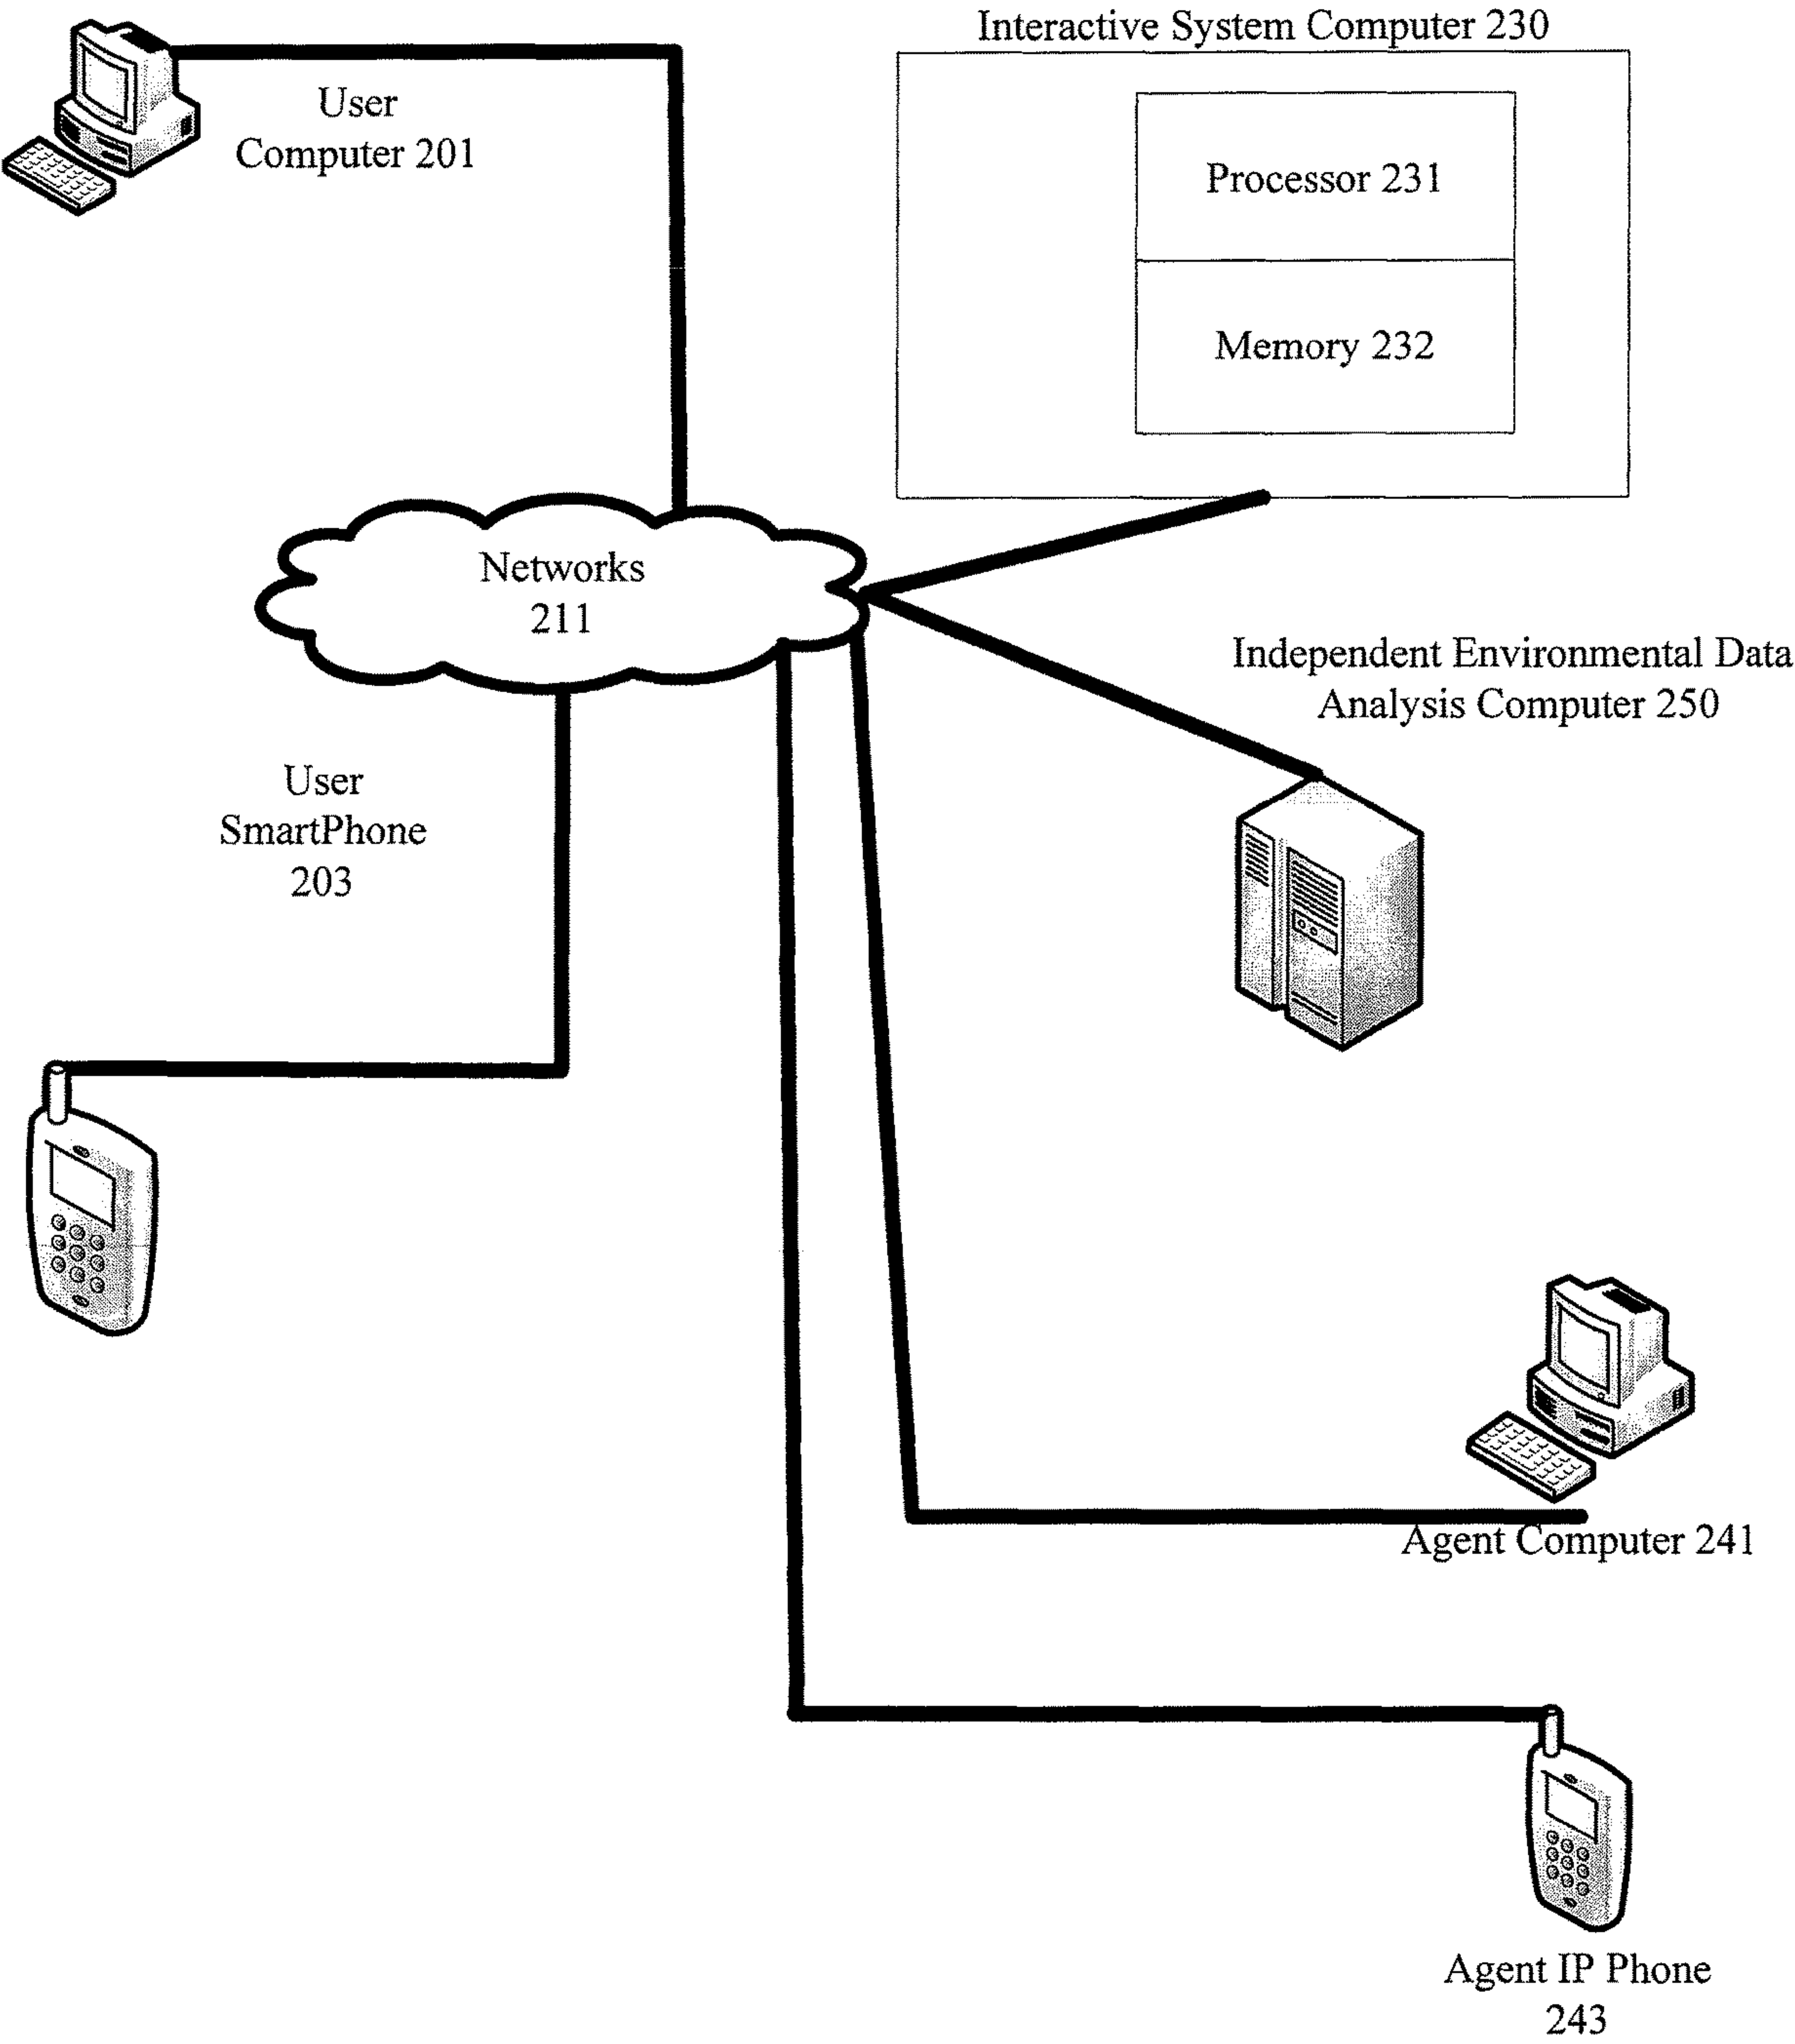 Interactive System Computer 230
User
Computer 201
Processor 231
Memory 232
Networks
211
Independent Environmental Data
Analysis Computer 250
User
SmartPhone
203
Agent Computer 241
Agent IP Phone
243